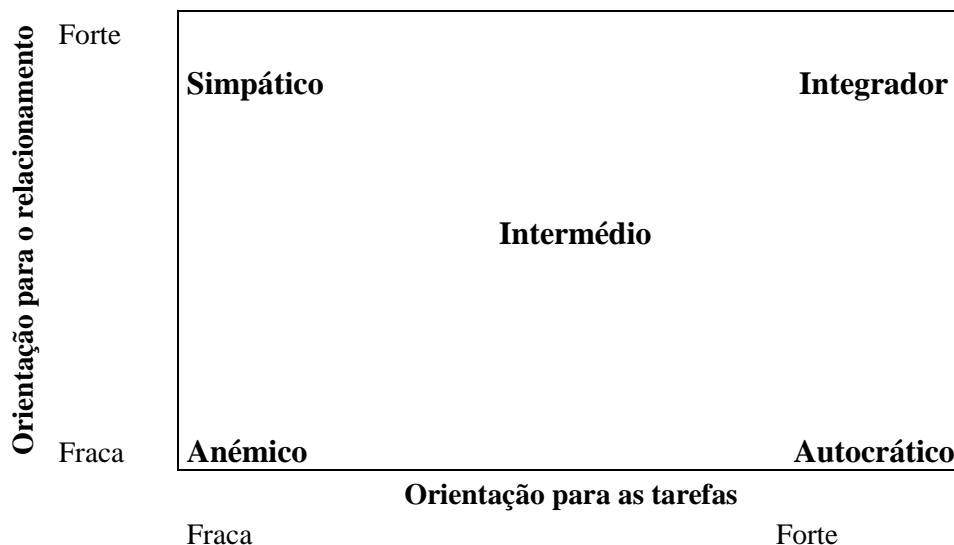 Orientação para o relacionamento
Forte
Simpático Integrador
Intermédio
Fraca Anémico Autocrático
Orientação para as tarefas
Fraca Forte